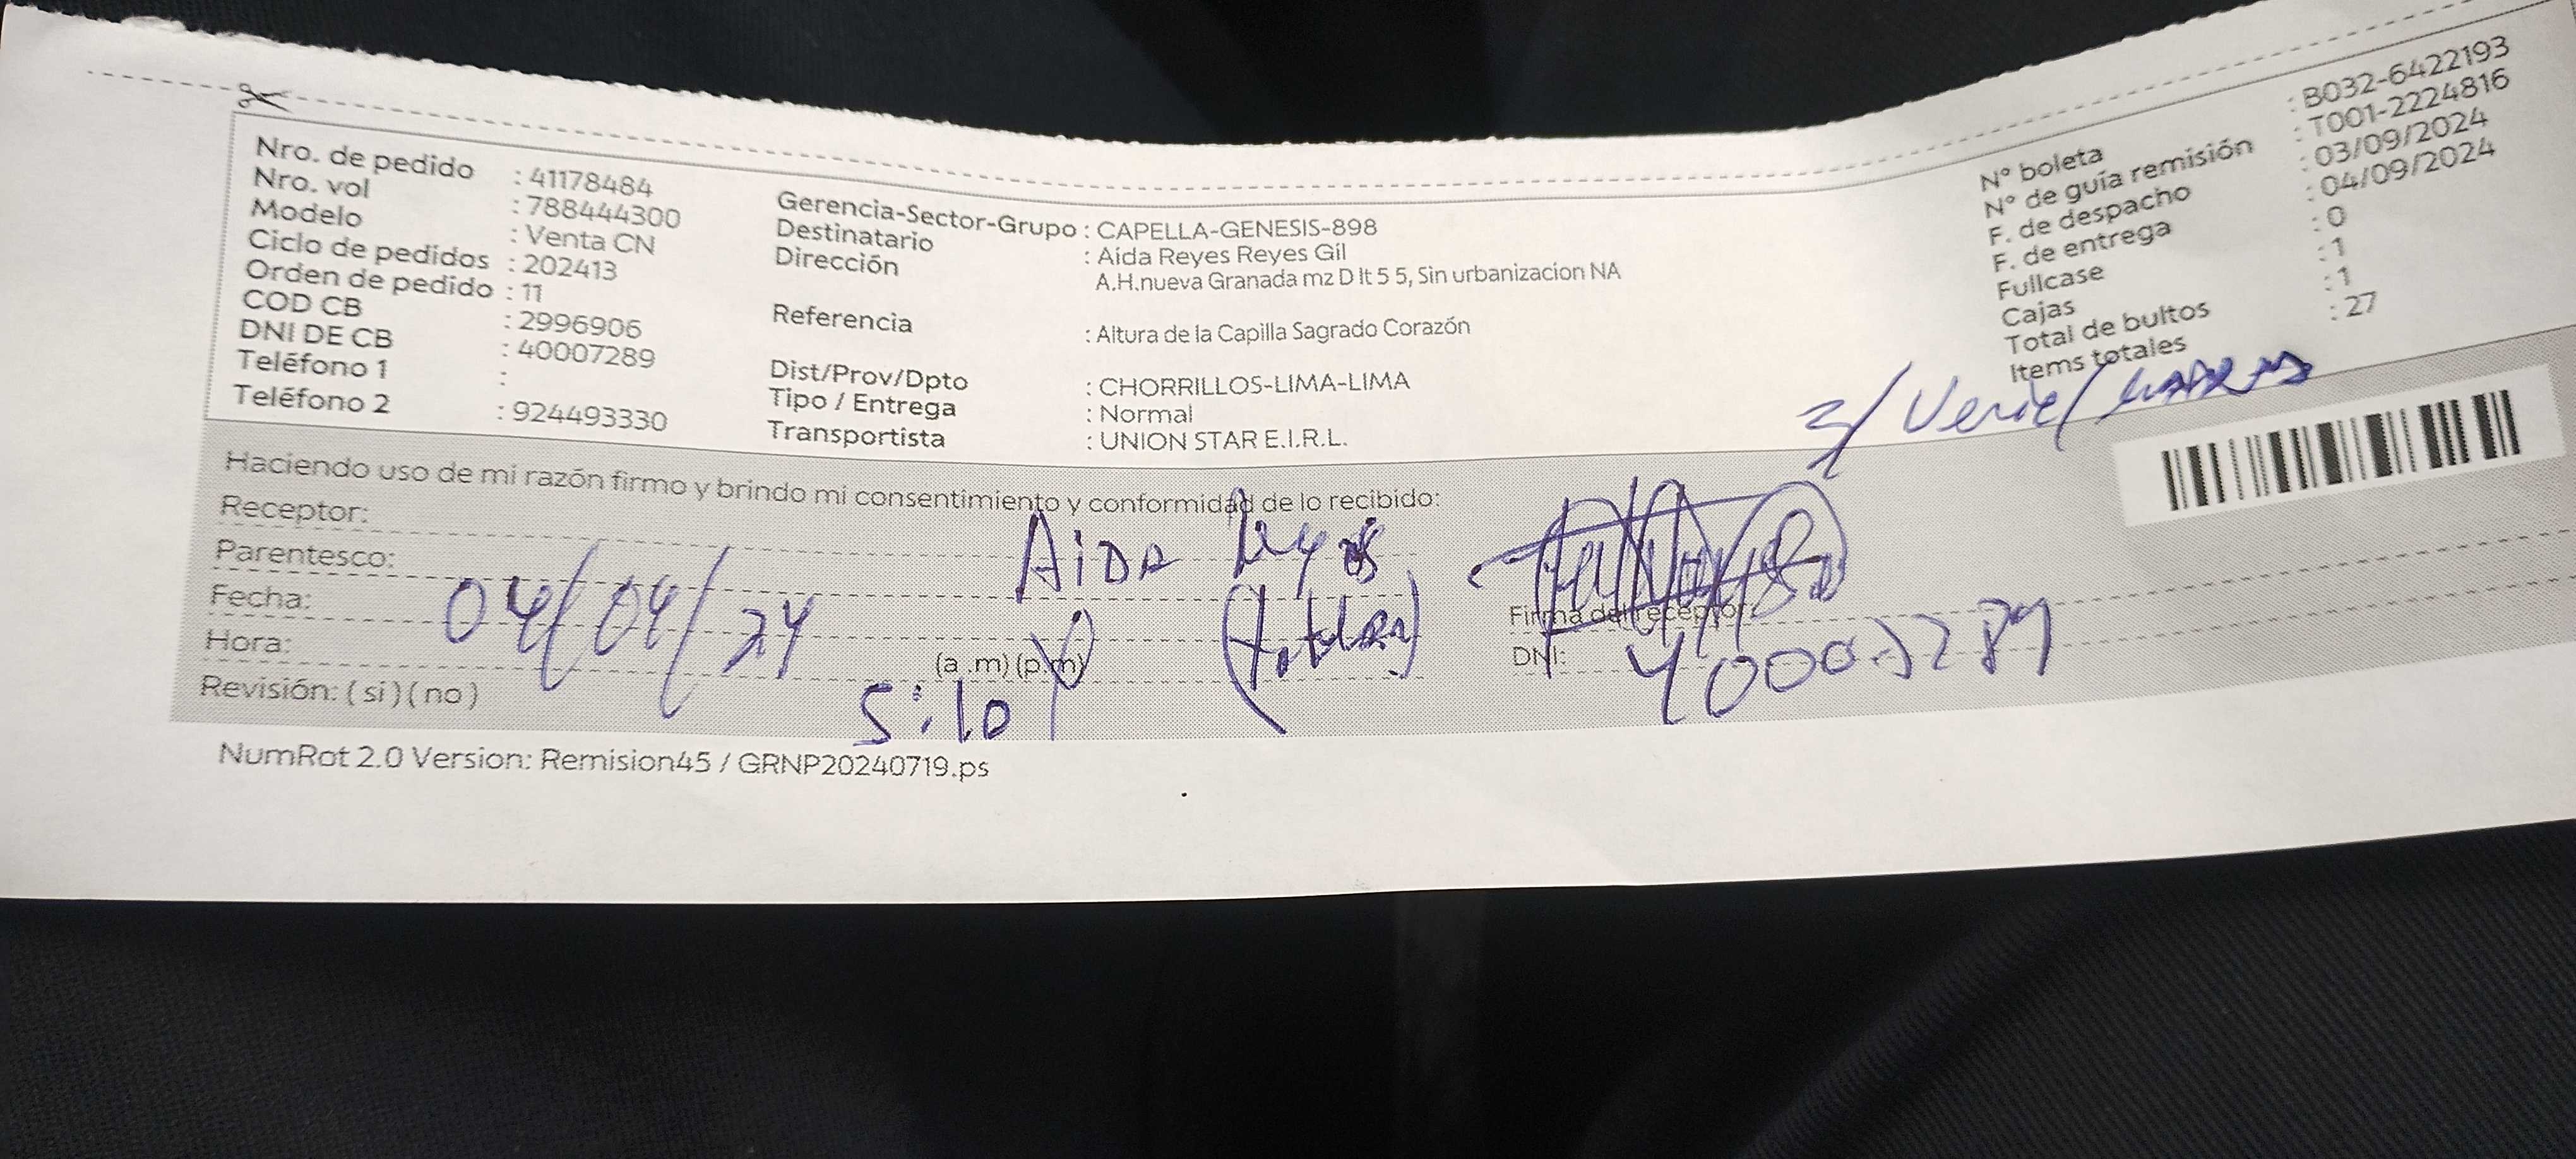 Nro. de pedido : 41178484
Nro. vol : 788444300
Modelo : Venta CN
Ciclo de pedidos : 202413
Orden de pedido : 11
COD CB : 2996906
DNI DE CB : 40007289
Teléfono 1 :
Teléfono 2 : 924493330
Gerencia-Sector-Grupo : CAPELLA-GENESIS-898
Destinatario : Aida Reyes Reyes Gil
Dirección
A.H.nueva Granada mz D lt 5 5, Sin urbanizacion NA
Referencia : Altura de la Capilla Sagrado Corazón
Dist/Prov/Dpto : CHORRILLOS-LIMA-LIMA
Tipo / Entrega : Normal
Transportista : UNION STAR E.I.R.L.
N° boleta : B032-6422193
N° de guía remisión : T001-2224816
F. de despacho : 03/09/2024
F. de entrega : 04/09/2024
Fullcase : 0
Cajas : 1
Total de bultos : 1
Items totales : 27
3/ Verde/
Haciendo uso de mi razón firmo y brindo mi consentimiento y conformidad de lo recibido:
Receptor: Aida Reyes
Parentesco: (titular)
Fecha: 04/04/24
Hora: 5:10 (a .m) (p.m)
Revisión: ( si ) ( no )
Firma del receptor:
DNI: 40007289
NumRot 2.0 Version: Remision45 / GRNP20240719.ps